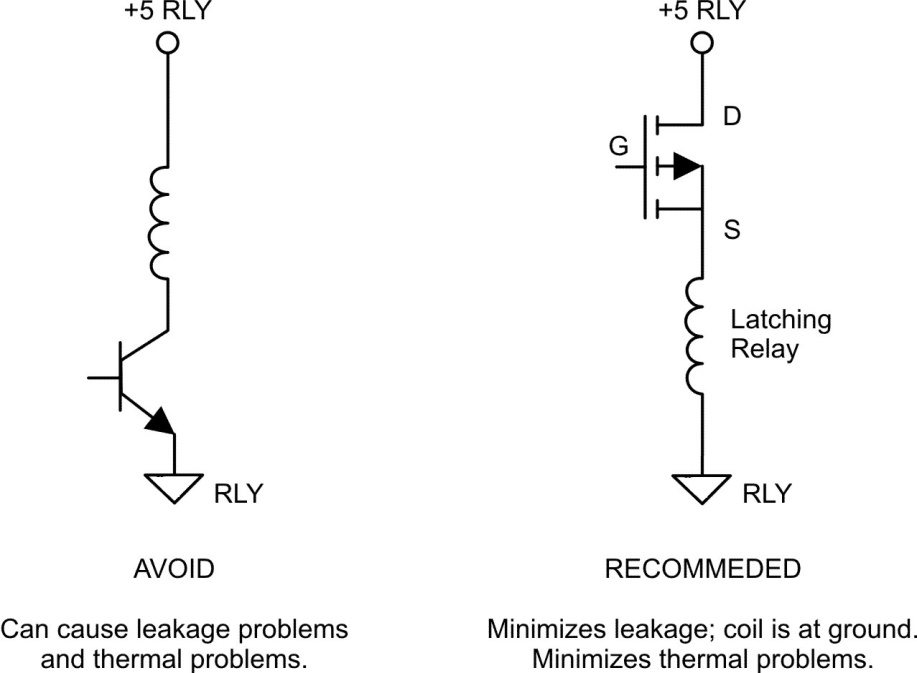 +5 RLY
RLY
AVOID
Can cause leakage problems
and thermal problems.
+5 RLY
D
G
S
Latching
Relay
RLY
RECOMMEDED
Minimizes leakage; coil is at ground.
Minimizes thermal problems.